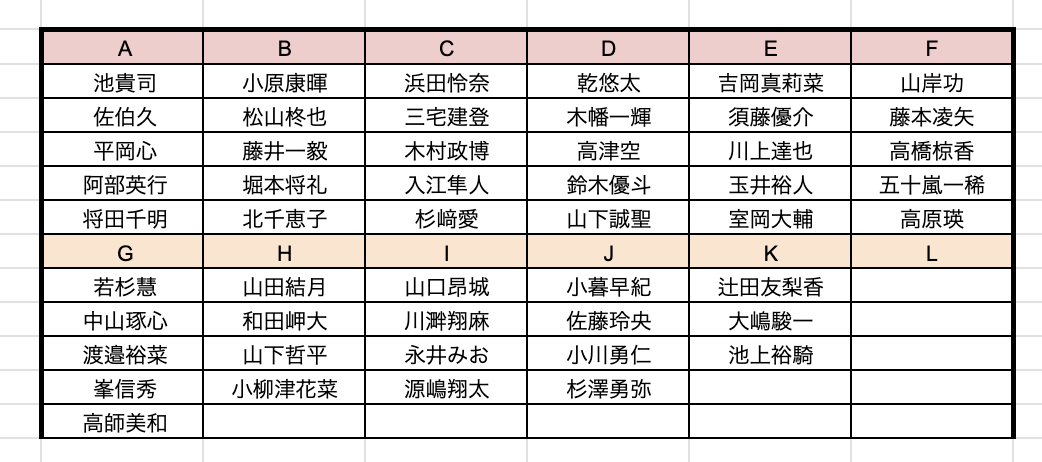 A B C D E F
池貴司 小原康暉 浜田怜奈 乾悠太 吉岡真莉菜 山岸功
佐伯久 松山柊也 三宅建登 木幡一輝 須藤優介 藤本凌矢
平岡心 藤井一毅 木村政博 高津空 川上達也 高橋椋香
阿部英行 堀本将礼 入江隼人 鈴木優斗 玉井裕人 五十嵐一稀
将田千明 北千恵子 杉﨑愛 山下誠聖 室岡大輔 高原瑛
G H I J K L
若杉慧 山田結月 山口昂城 小暮早紀 辻田友梨香
中山琢心 和田岬大 川瀞翔麻 佐藤玲央 大嶋駿一
渡邉裕菜 山下哲平 永井みお 小川勇仁 池上裕騎
峯信秀 小柳津花菜 源嶋翔太 杉澤勇弥
高師美和